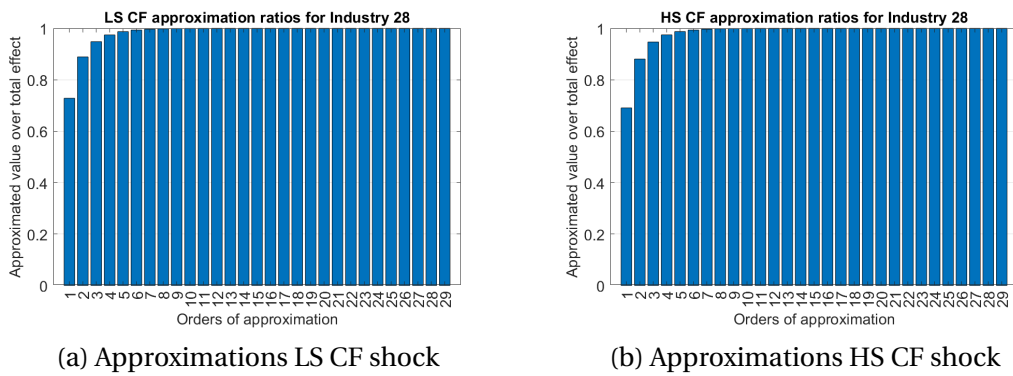 LS CF approximation ratios for Industry 28
Approximated value over total effect
1
0.8
0.6
0.4
0.2
0
1 2 3 4 5 6 7 8 9 10 11 12 13 14 15 16 17 18 19 20 21 22 23 24 25 26 27 28 29
Orders of approximation
(a) Approximations LS CF shock
HS CF approximation ratios for Industry 28
Approximated value over total effect
1
0.8
0.6
0.4
0.2
0
1 2 3 4 5 6 7 8 9 10 11 12 13 14 15 16 17 18 19 20 21 22 23 24 25 26 27 28 29
Orders of approximation
(b) Approximations HS CF shock